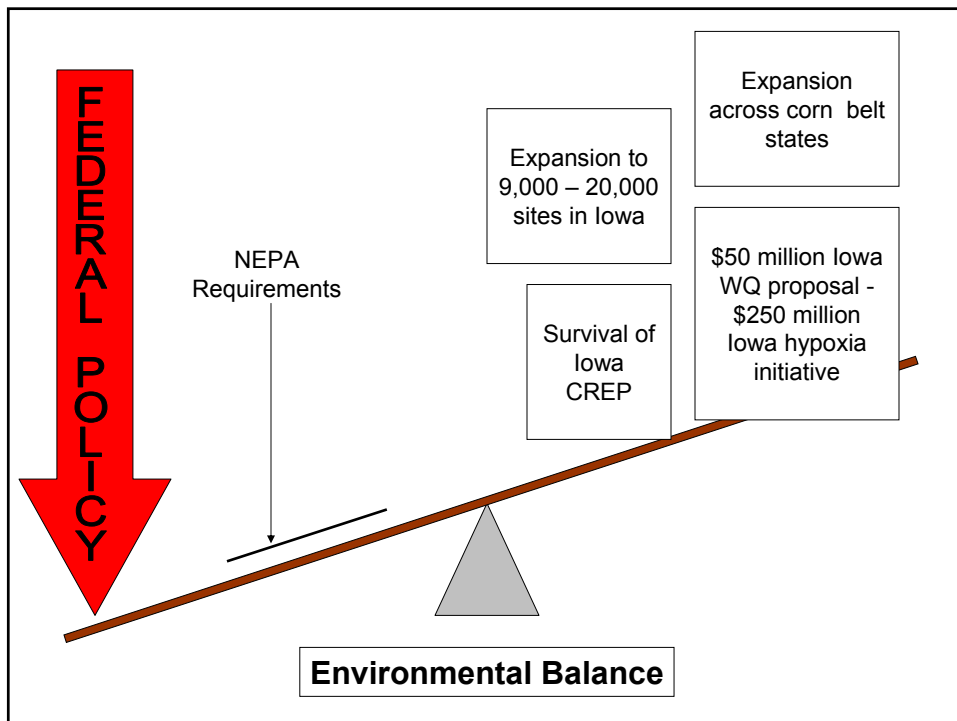 FEDERAL POLICY
NEPA
Requirements
Expansion to
9,000 – 20,000
sites in Iowa
Survival of
Iowa
CREP
Expansion
across corn belt
states
$50 million Iowa
WQ proposal -
$250 million
Iowa hypoxia
initiative
Environmental Balance